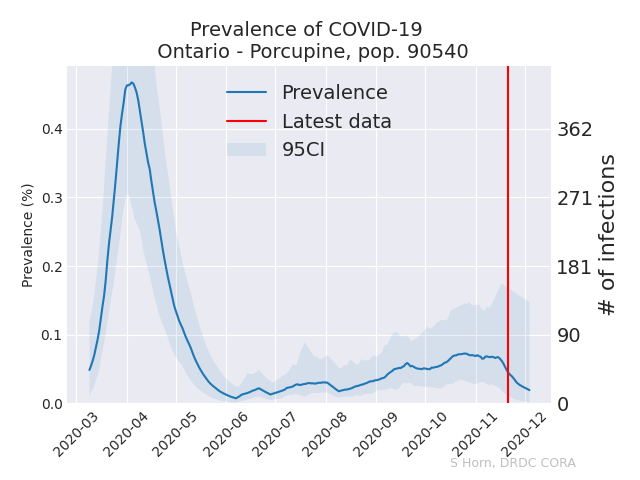 Prevalence of COVID-19
Ontario - Porcupine, pop. 90540
Prevalence
Latest data
95CI
Prevalence (%)
0.4
0.3
0.2
0.1
0.0
362
271
181
90
0
# of infections
2020-03
2020-04
2020-05
2020-06
2020-07
2020-08
2020-09
2020-10
2020-11
2020-12
S Horn, DRDC CORA